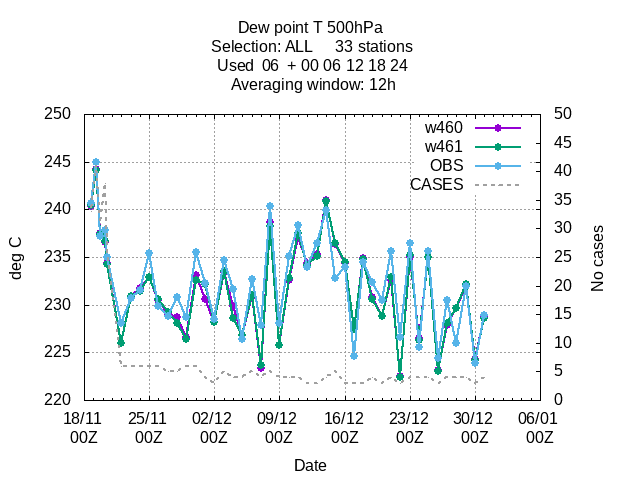 Dew point T 500hPa
Selection: ALL     33 stations
Used  06  + 00 06 12 18 24
Averaging window: 12h
deg C
250
245
240
235
230
225
220
w460
w461
OBS
CASES
50
45
40
35
30
25
20
15
10
5
0
No cases
18/11 25/11 02/12 09/12 16/12 23/12 30/12 06/01
00Z 00Z 00Z 00Z 00Z 00Z 00Z 00Z
Date